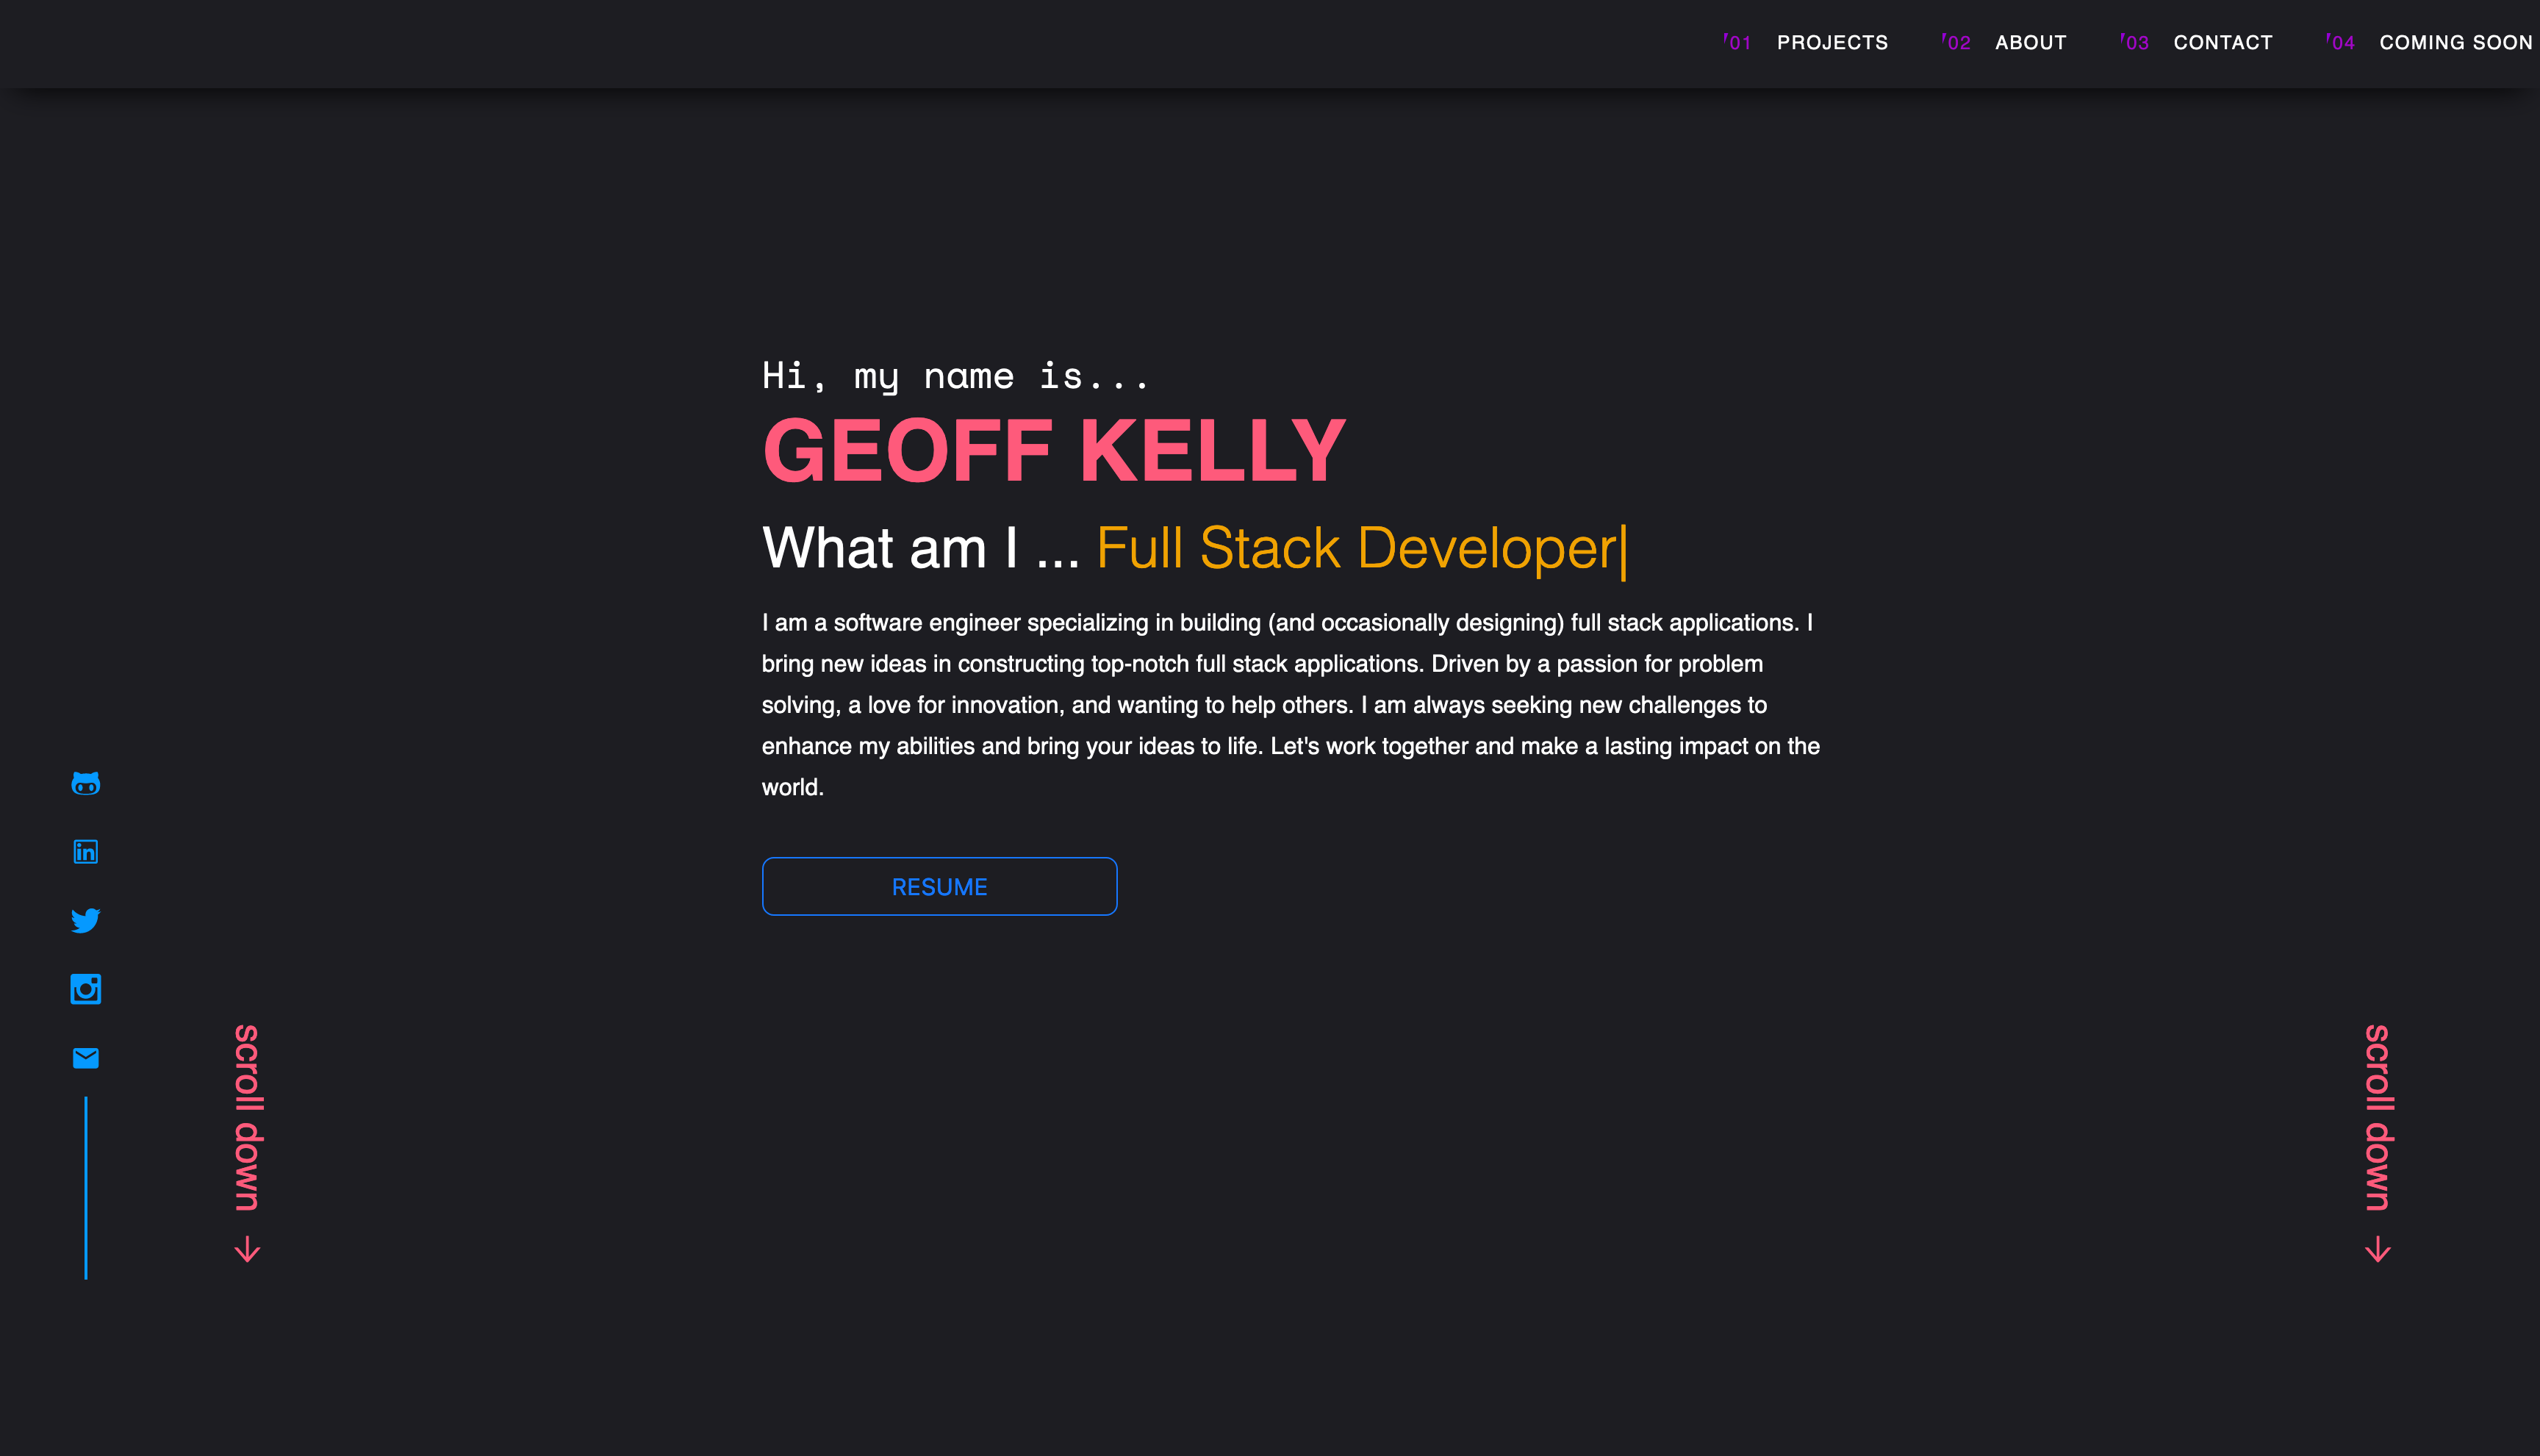 '01 PROJECTS '02 ABOUT '03 CONTACT '04 COMING SOON
Hi, my name is...
GEOFF KELLY
What am I ... Full Stack Developer|
I am a software engineer specializing in building (and occasionally designing) full stack applications. I
bring new ideas in constructing top-notch full stack applications. Driven by a passion for problem
solving, a love for innovation, and wanting to help others. I am always seeking new challenges to
enhance my abilities and bring your ideas to life. Let's work together and make a lasting impact on the
world.
RESUME
in
scroll down
scroll down